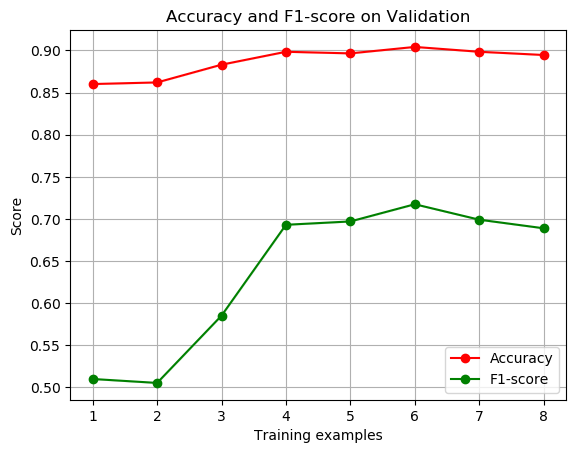 Accuracy and F1-score on Validation
0.90
0.85
0.80
0.75
0.70
0.65
0.60
0.55
0.50
Score
1 2 3 4 5 6 7 8
Training examples
Accuracy
F1-score